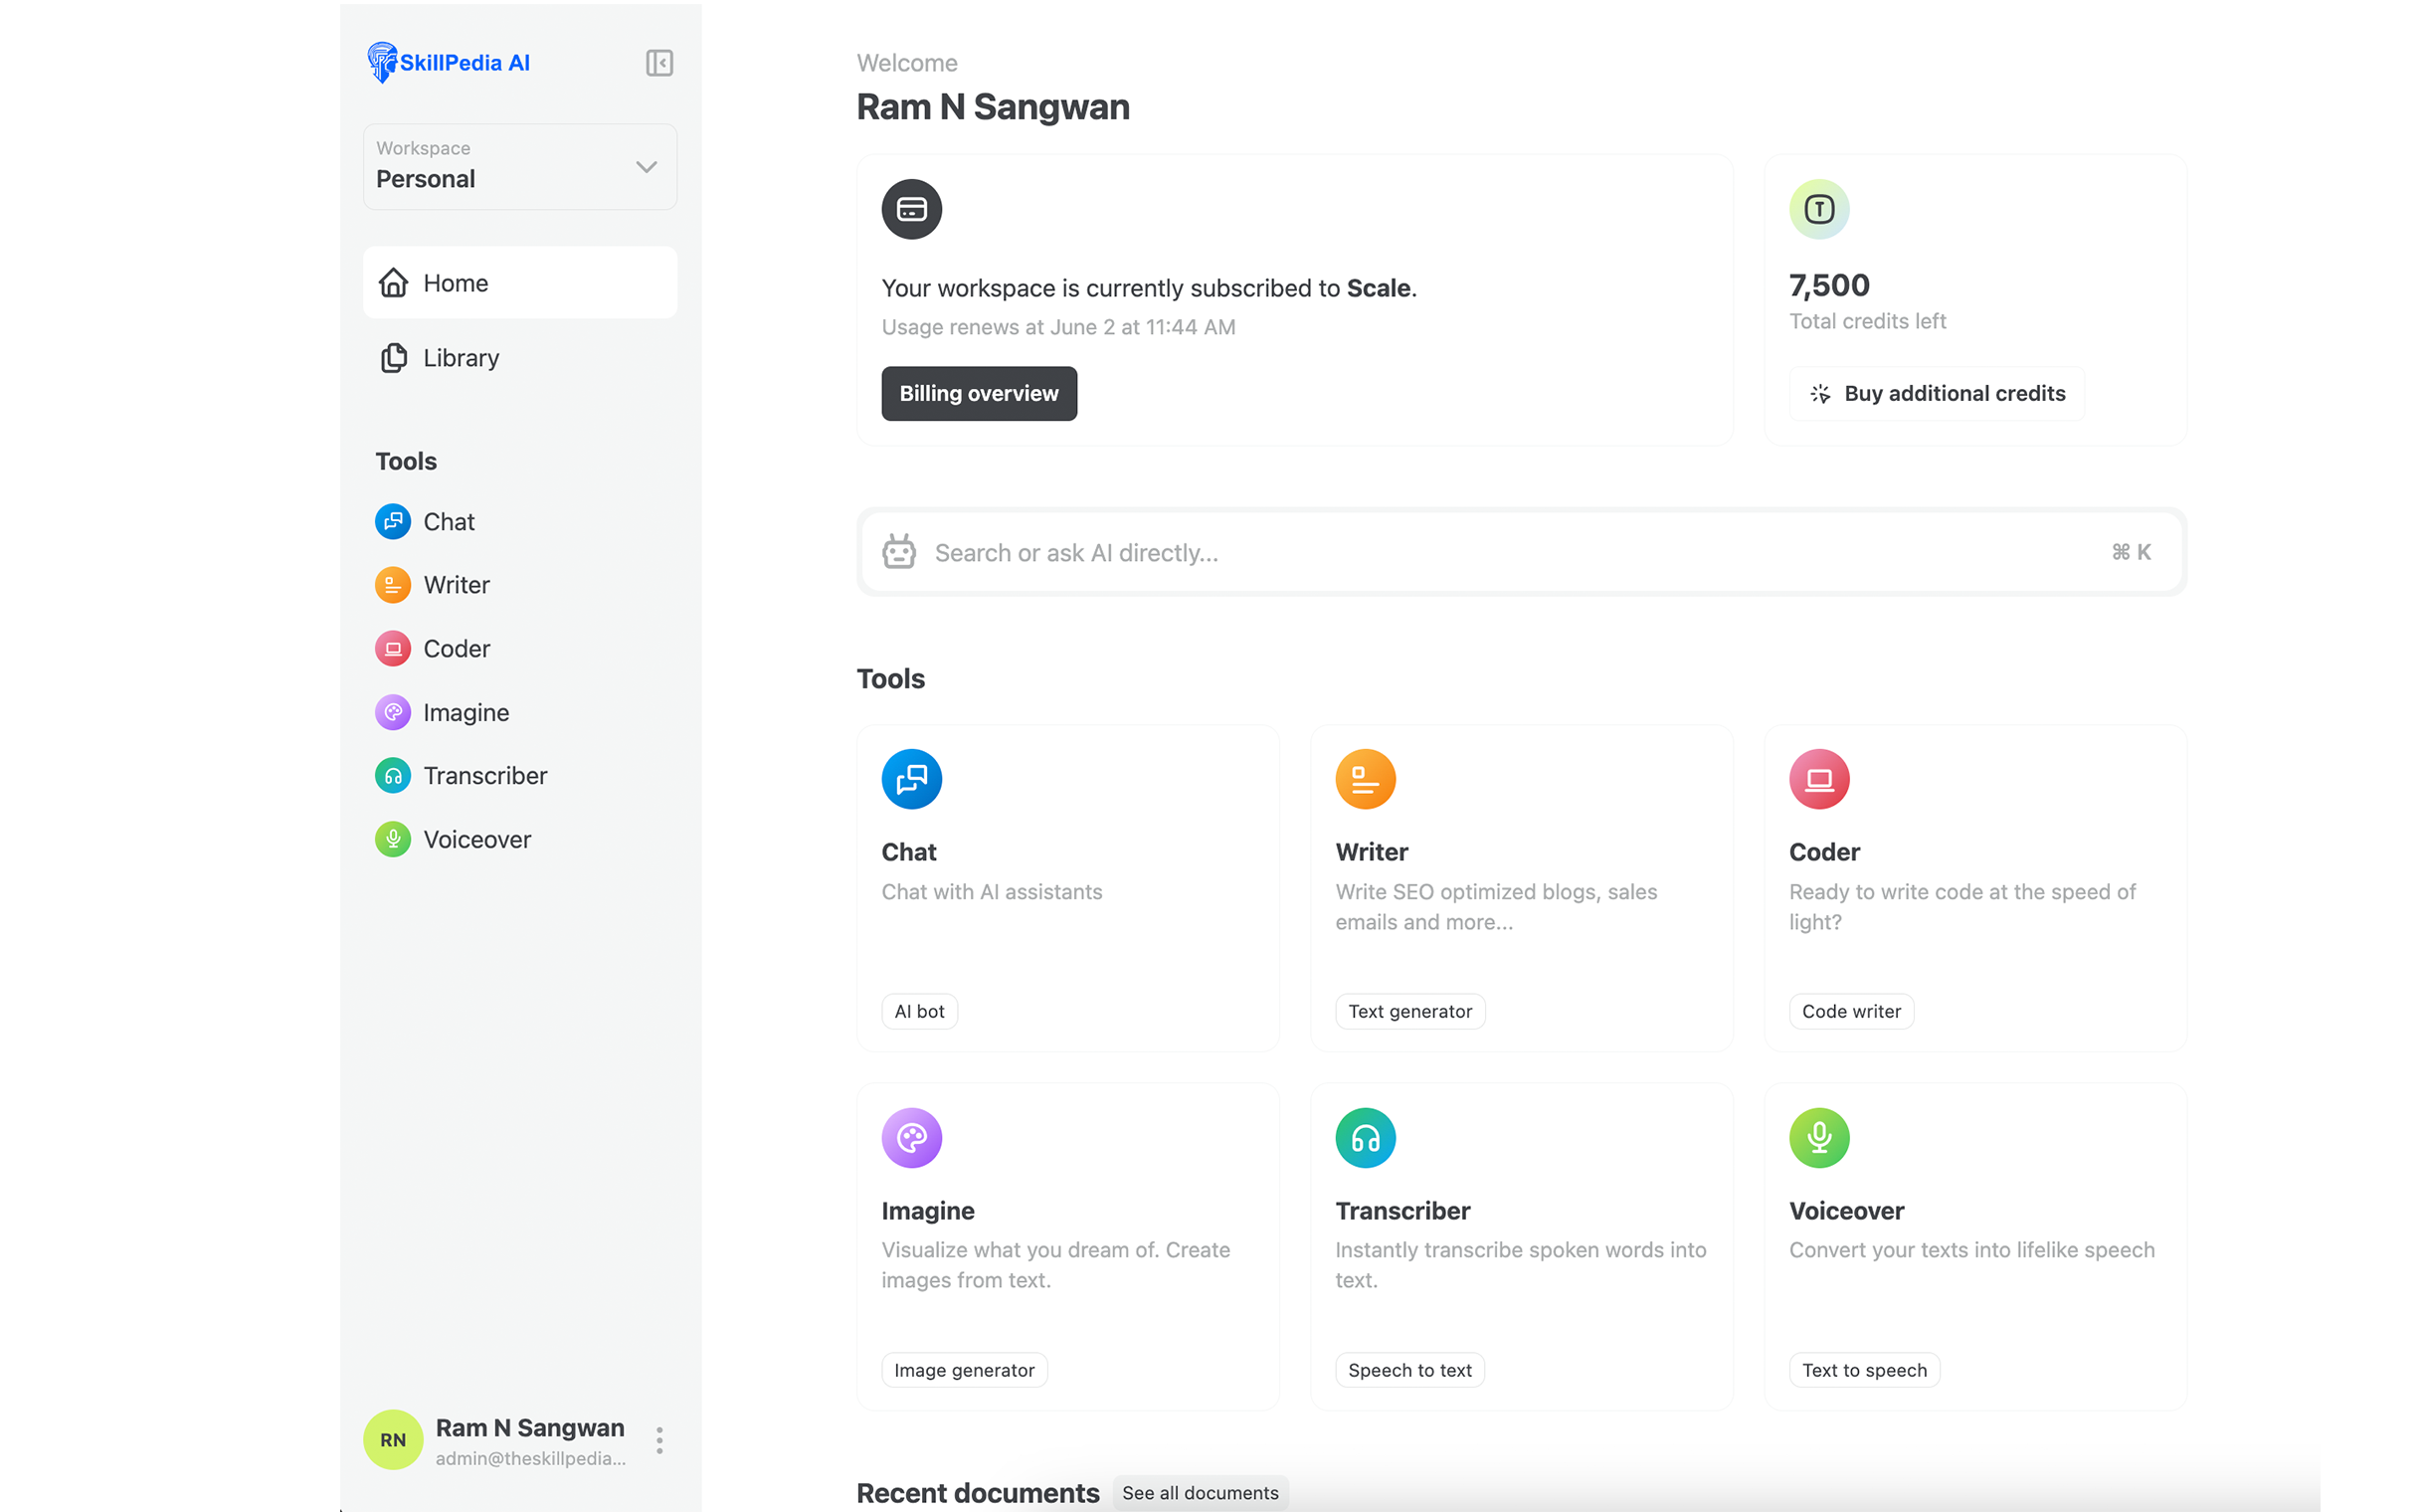 SkillPedia AI
Workspace
Personal
Home
Library
Tools
Chat
Writer
Coder
Imagine
Transcriber
Voiceover
RN
Ram N Sangwan
admin@theskillpedia...
Welcome
Ram N Sangwan
Your workspace is currently subscribed to Scale.
Usage renews at June 2 at 11:44 AM
Billing overview
T
7,500
Total credits left
Buy additional credits
Search or ask AI directly...
⌘ K
Tools
Chat
Chat with AI assistants
AI bot
Writer
Write SEO optimized blogs, sales
emails and more...
Text generator
Coder
Ready to write code at the speed of
light?
Code writer
Imagine
Visualize what you dream of. Create
images from text.
Image generator
Transcriber
Instantly transcribe spoken words into
text.
Speech to text
Voiceover
Convert your texts into lifelike speech
Text to speech
Recent documents
See all documents